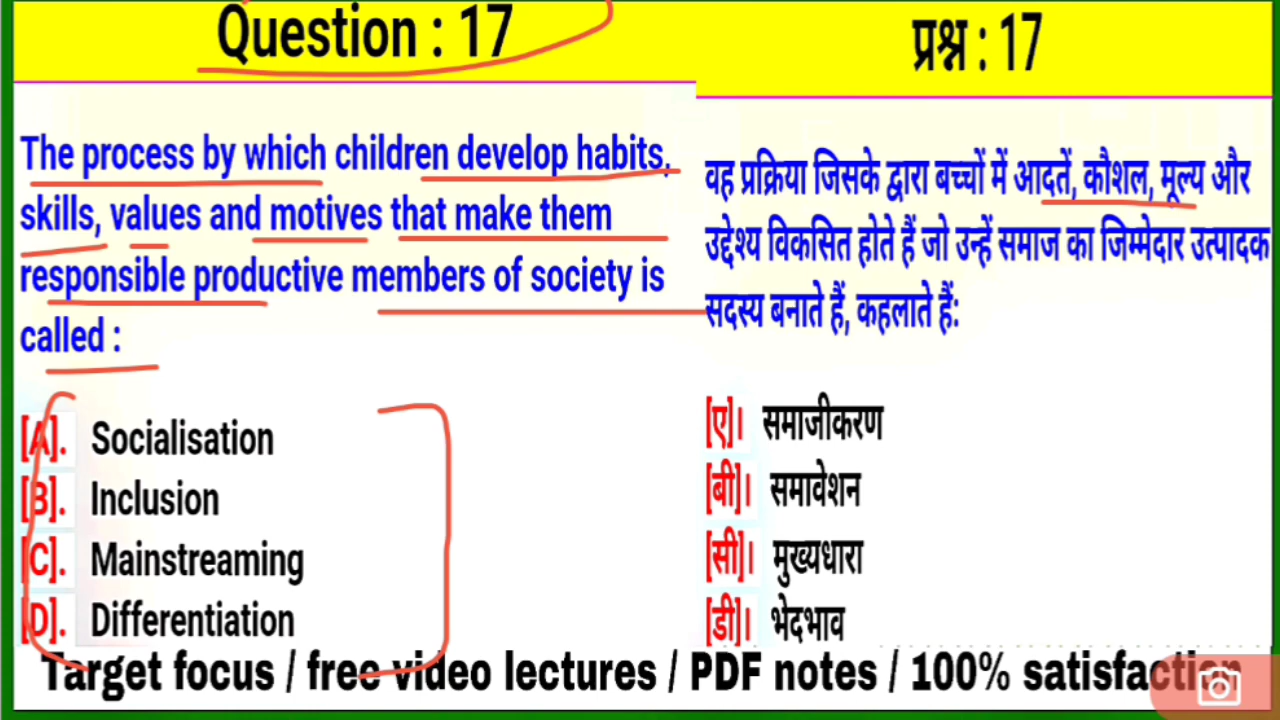 Question : 17
The process by which children develop habits,
skills, values and motives that make them
responsible productive members of society is
called :
[A]. Socialisation
[B]. Inclusion
[C]. Mainstreaming
[D]. Differentiation
प्रश्न : 17
वह प्रक्रिया जिसके द्वारा बच्चों में आदतें, कौशल, मूल्य और
उद्देश्य विकसित होते हैं जो उन्हें समाज का जिम्मेदार उत्पादक
सदस्य बनाते हैं, कहलाते हैं:
[ए]। समाजीकरण
[बी]। समावेशन
[सी]। मुख्यधारा
[डी]। भेदभाव
Target focus / free video lectures / PDF notes / 100% satisfaction